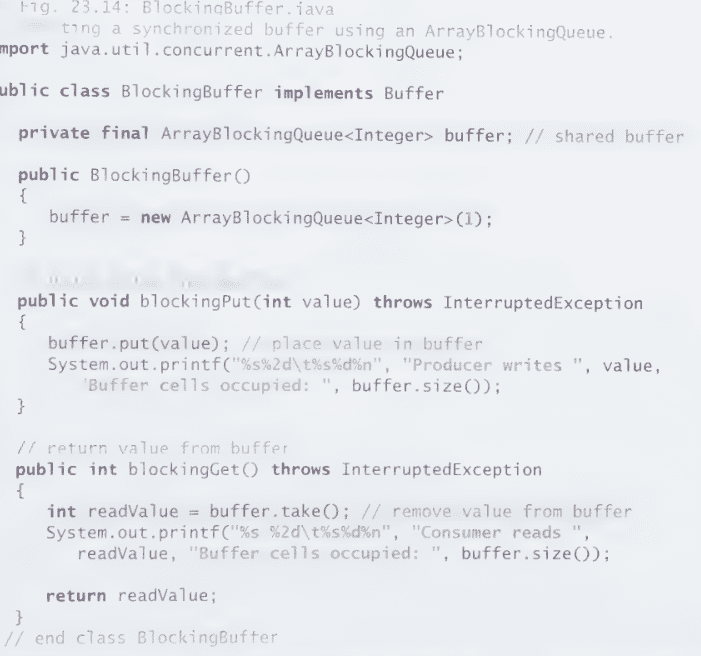 Fig. 23.14: BlockingBuffer.java
ting a synchronized buffer using an ArrayBlockingQueue.
mport java.util.concurrent.ArrayBlockingQueue;
ublic class BlockingBuffer implements Buffer
private final ArrayBlockingQueue<Integer> buffer; // shared buffer
public BlockingBuffer()
{
buffer = new ArrayBlockingQueue<Integer>(1);
}
public void blockingPut(int value) throws InterruptedException
{
buffer.put(value); // place value in buffer
System.out.printf("%s%2d\t%s%d%n", "Producer writes ", value,
"Buffer cells occupied: ", buffer.size());
}
// return value from buffer
public int blockingGet() throws InterruptedException
{
int readValue = buffer.take(); // remove value from buffer
System.out.printf("%s %2d\t%s%d%n", "Consumer reads ",
readValue, "Buffer cells occupied: ", buffer.size());
return readValue;
}
// end class BlockingBuffer